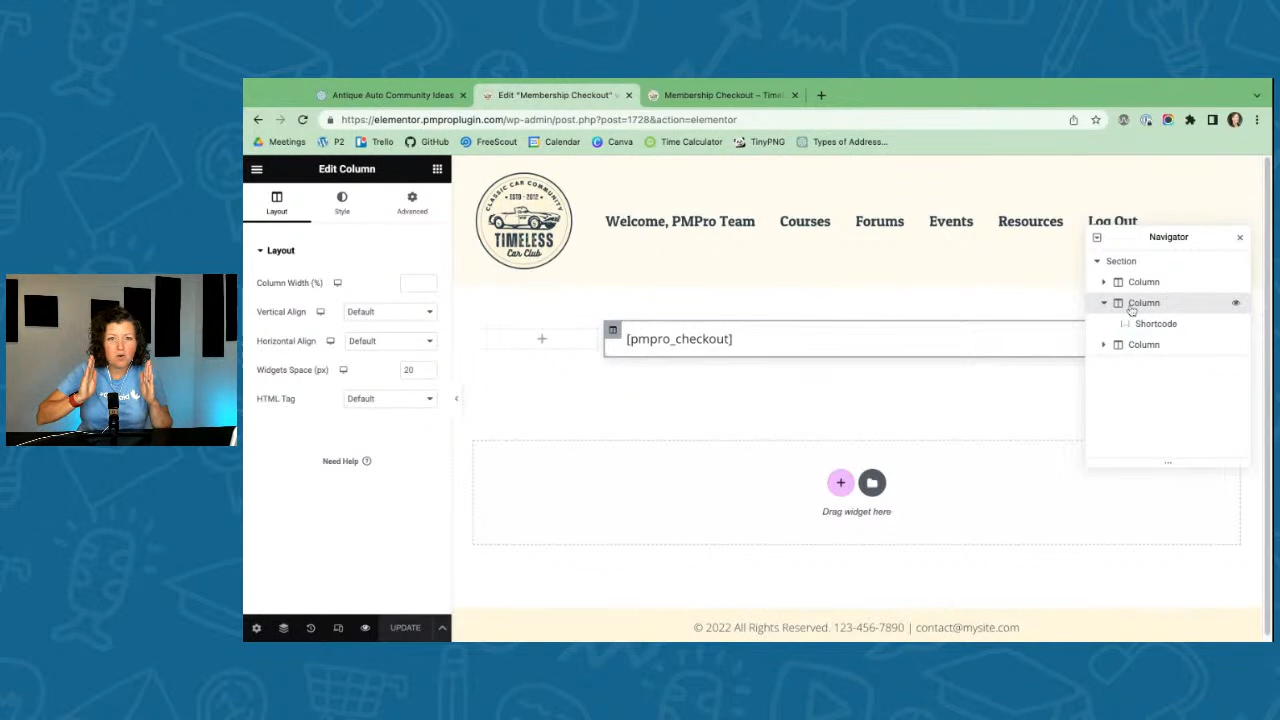 Antique Auto Community Ideas
Edit "Membership Checkout"
Membership Checkout – Time
https://elementor.pmproplugin.com/wp-admin/post.php?post=1728&action=elementor
Meetings P2 Trello GitHub FreeScout Calendar Canva Time Calculator TinyPNG Types of Address...
Edit Column
Layout Style Advanced
Layout
Column Width (%)
Vertical Align Default
Horizontal Align Default
Widgets Space (px) 20
HTML Tag Default
Need Help
UPDATE
CLASSIC CAR COMMUNITY
ESTD - 2012
TIMELESS
Car Club
Welcome, PMPro Team Courses Forums Events Resources Log Out
[pmpro_checkout]
Drag widget here
Navigator
Section
Column
Column
Shortcode
Column
© 2022 All Rights Reserved. 123-456-7890 | contact@mysite.com